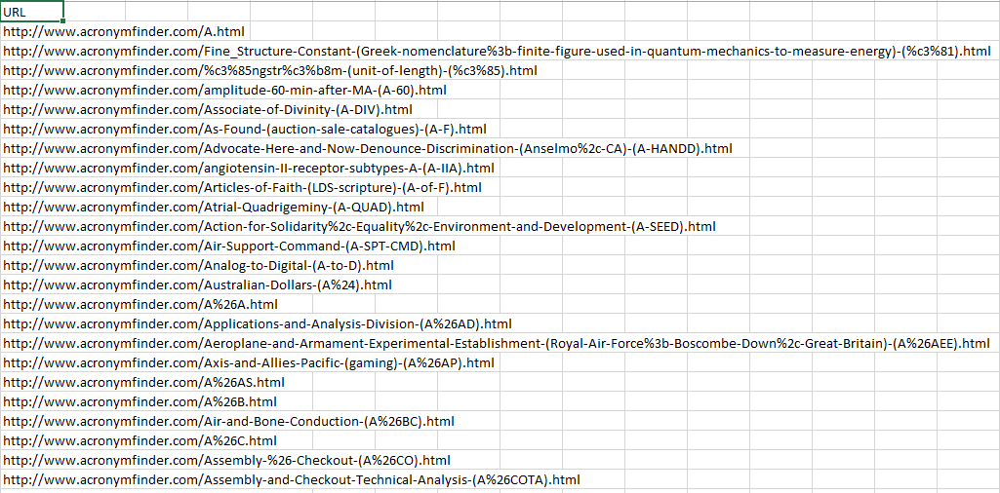 URL
http://www.acronymfinder.com/A.html
http://www.acronymfinder.com/Fine_Structure-Constant-(Greek-nomenclature%3b-finite-figure-used-in-quantum-mechanics-to-measure-energy)-(%c3%81).html
http://www.acronymfinder.com/%c3%85ngstr%c3%b8m-(unit-of-length)-(%c3%85).html
http://www.acronymfinder.com/amplitude-60-min-after-MA-(A-60).html
http://www.acronymfinder.com/Associate-of-Divinity-(A-DIV).html
http://www.acronymfinder.com/As-Found-(auction-sale-catalogues)-(A-F).html
http://www.acronymfinder.com/Advocate-Here-and-Now-Denounce-Discrimination-(Anselmo%2c-CA)-(A-HANDD).html
http://www.acronymfinder.com/angiotensin-II-receptor-subtypes-A-(A-IIA).html
http://www.acronymfinder.com/Articles-of-Faith-(LDS-scripture)-(A-of-F).html
http://www.acronymfinder.com/Atrial-Quadrigeminy-(A-QUAD).html
http://www.acronymfinder.com/Action-for-Solidarity%2c-Equality%2c-Environment-and-Development-(A-SEED).html
http://www.acronymfinder.com/Air-Support-Command-(A-SPT-CMD).html
http://www.acronymfinder.com/Analog-to-Digital-(A-to-D).html
http://www.acronymfinder.com/Australian-Dollars-(A%24).html
http://www.acronymfinder.com/A%26A.html
http://www.acronymfinder.com/Applications-and-Analysis-Division-(A%26AD).html
http://www.acronymfinder.com/Aeroplane-and-Armament-Experimental-Establishment-(Royal-Air-Force%3b-Boscombe-Down%2c-Great-Britain)-(A%26AEE).html
http://www.acronymfinder.com/Axis-and-Allies-Pacific-(gaming)-(A%26AP).html
http://www.acronymfinder.com/A%26AS.html
http://www.acronymfinder.com/A%26B.html
http://www.acronymfinder.com/Air-and-Bone-Conduction-(A%26BC).html
http://www.acronymfinder.com/A%26C.html
http://www.acronymfinder.com/Assembly-%26-Checkout-(A%26CO).html
http://www.acronymfinder.com/Assembly-and-Checkout-Technical-Analysis-(A%26COTA).html